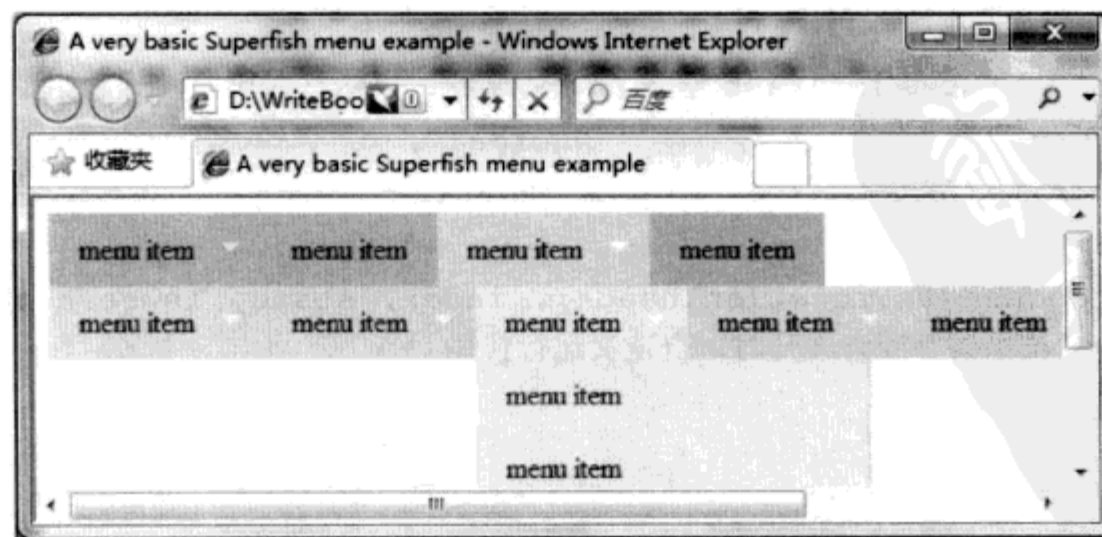 A very basic Superfish menu example - Windows Internet Explorer
D:\WriteBoo 百度
收藏夹 A very basic Superfish menu example
menu item menu item menu item menu item
menu item menu item menu item menu item menu item
menu item
menu item